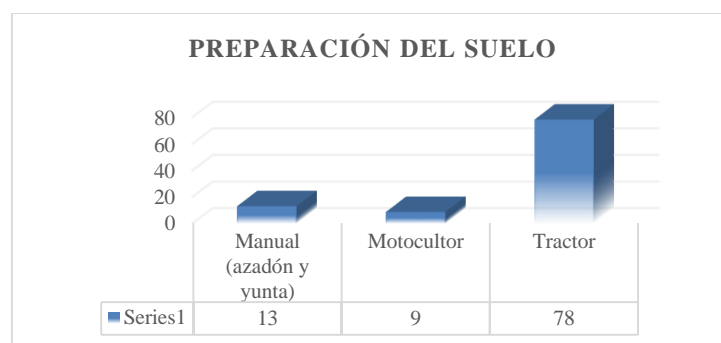 PREPARACIÓN DEL SUELO
80
60
40
20
0
Manual
(azadón y
yunta)
Motocultor
Tractor
Series1 13 9 78